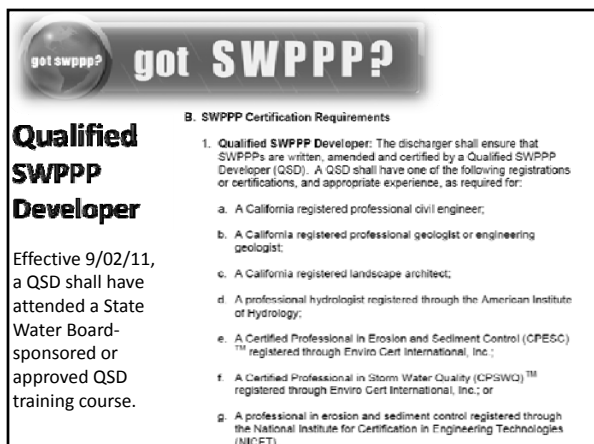 got swppp?
got SWPPP?
Qualified
SWPPP
Developer
Effective 9/02/11,
a QSD shall have
attended a State
Water Board-
sponsored or
approved QSD
training course.
B. SWPPP Certification Requirements
1. Qualified SWPPP Developer: The discharger shall ensure that
SWPPPs are written, amended and certified by a Qualified SWPPP
Developer (QSD). A QSD shall have one of the following registrations
or certifications, and appropriate experience, as required for:
a. A California registered professional civil engineer;
b. A California registered professional geologist or engineering
geologist;
c. A California registered landscape architect;
d. A professional hydrologist registered through the American Institute
of Hydrology;
e. A Certified Professional in Erosion and Sediment Control (CPESC)
TM registered through Enviro Cert International, Inc.;
f. A Certified Professional in Storm Water Quality (CPSWQ) TM
registered through Enviro Cert International, Inc.; or
g. A professional in erosion and sediment control registered through
the National Institute for Certification in Engineering Technologies
(NICET)